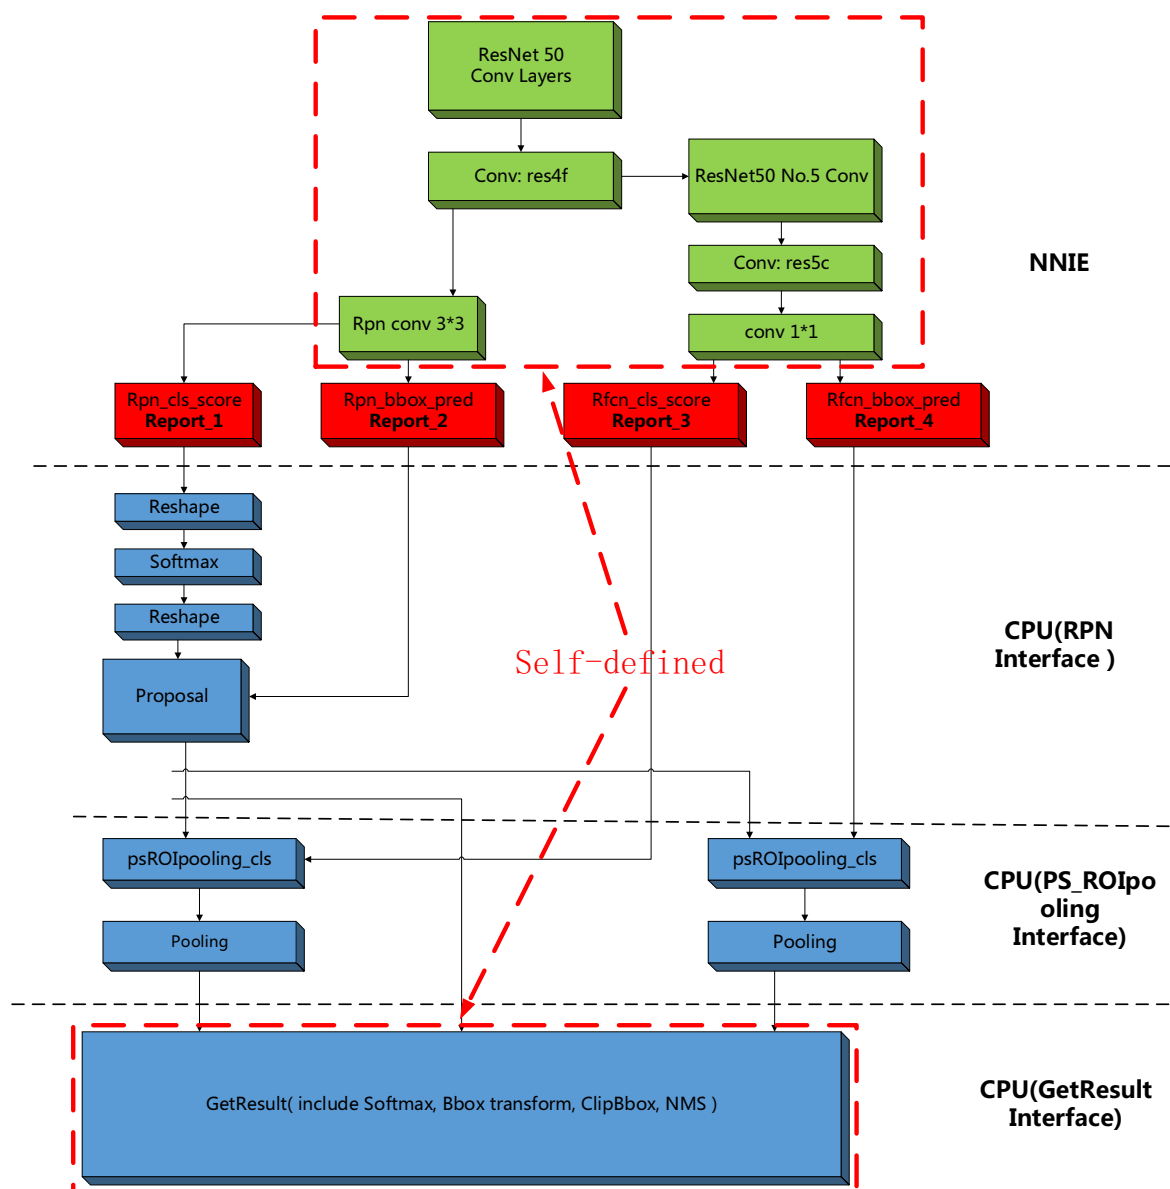 ResNet 50
Conv Layers
Conv: res4f
ResNet50 No.5 Conv
Conv: res5c
NNIE
Rpn conv 3*3
conv 1*1
Rpn_cls_score
Report_1
Rpn_bbox_pred
Report_2
Rfcn_cls_score
Report_3
Rfcn_bbox_pred
Report_4
Reshape
Softmax
Reshape
CPU(RPN
Interface )
Self-defined
Proposal
psROIpooling_cls
psROIpooling_cls
CPU(PS_ROIpo
oling
Interface)
Pooling
Pooling
GetResult( include Softmax, Bbox transform, ClipBbox, NMS )
CPU(GetResult
Interface)